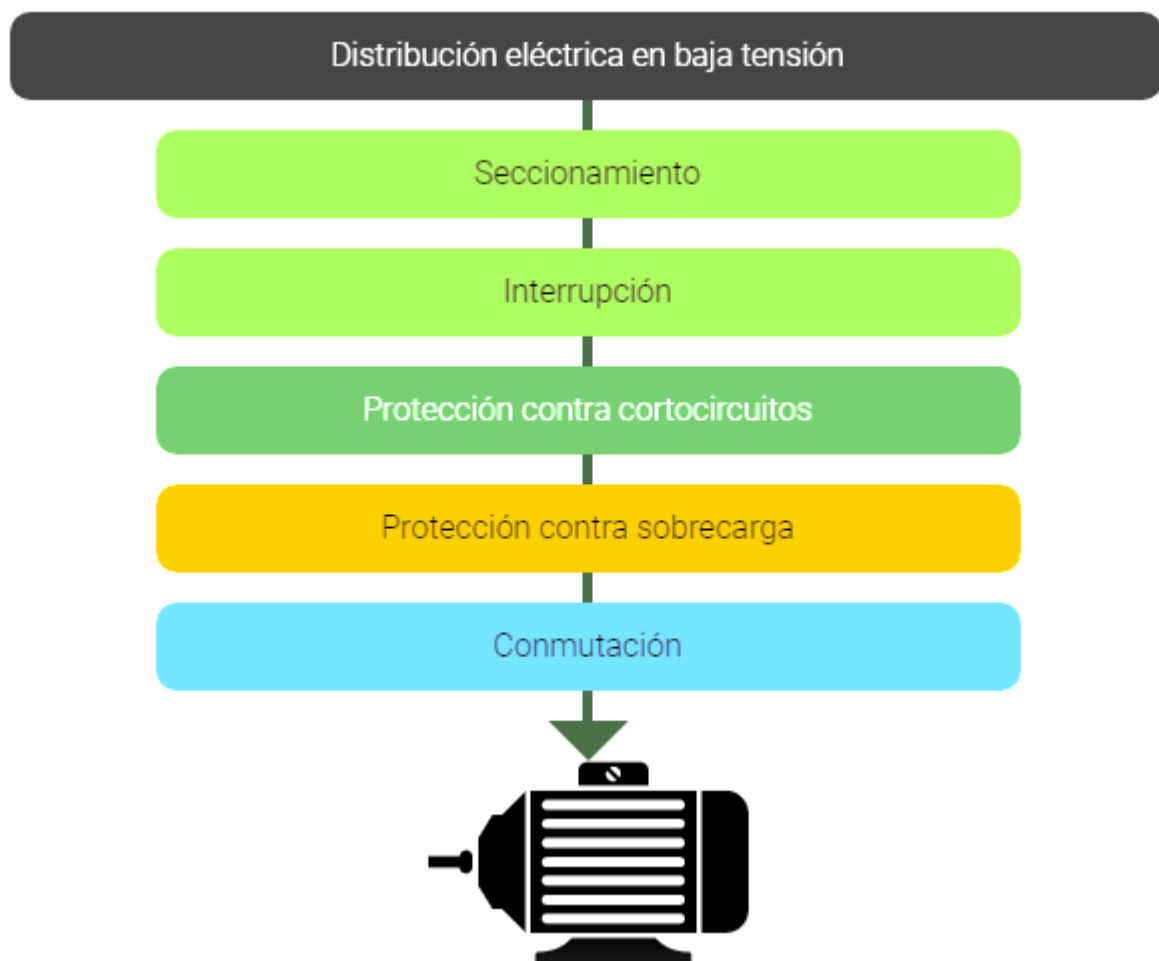 Distribución eléctrica en baja tensión
Seccionamiento
Interrupción
Protección contra cortocircuitos
Protección contra sobrecarga
Conmutación